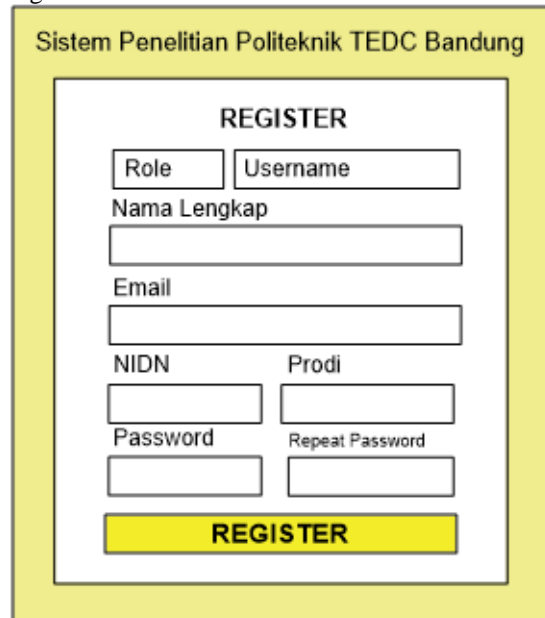 Sistem Penelitian Politeknik TEDC Bandung
REGISTER
Role Username
Nama Lengkap
Email
NIDN Prodi
Password Repeat Password
REGISTER